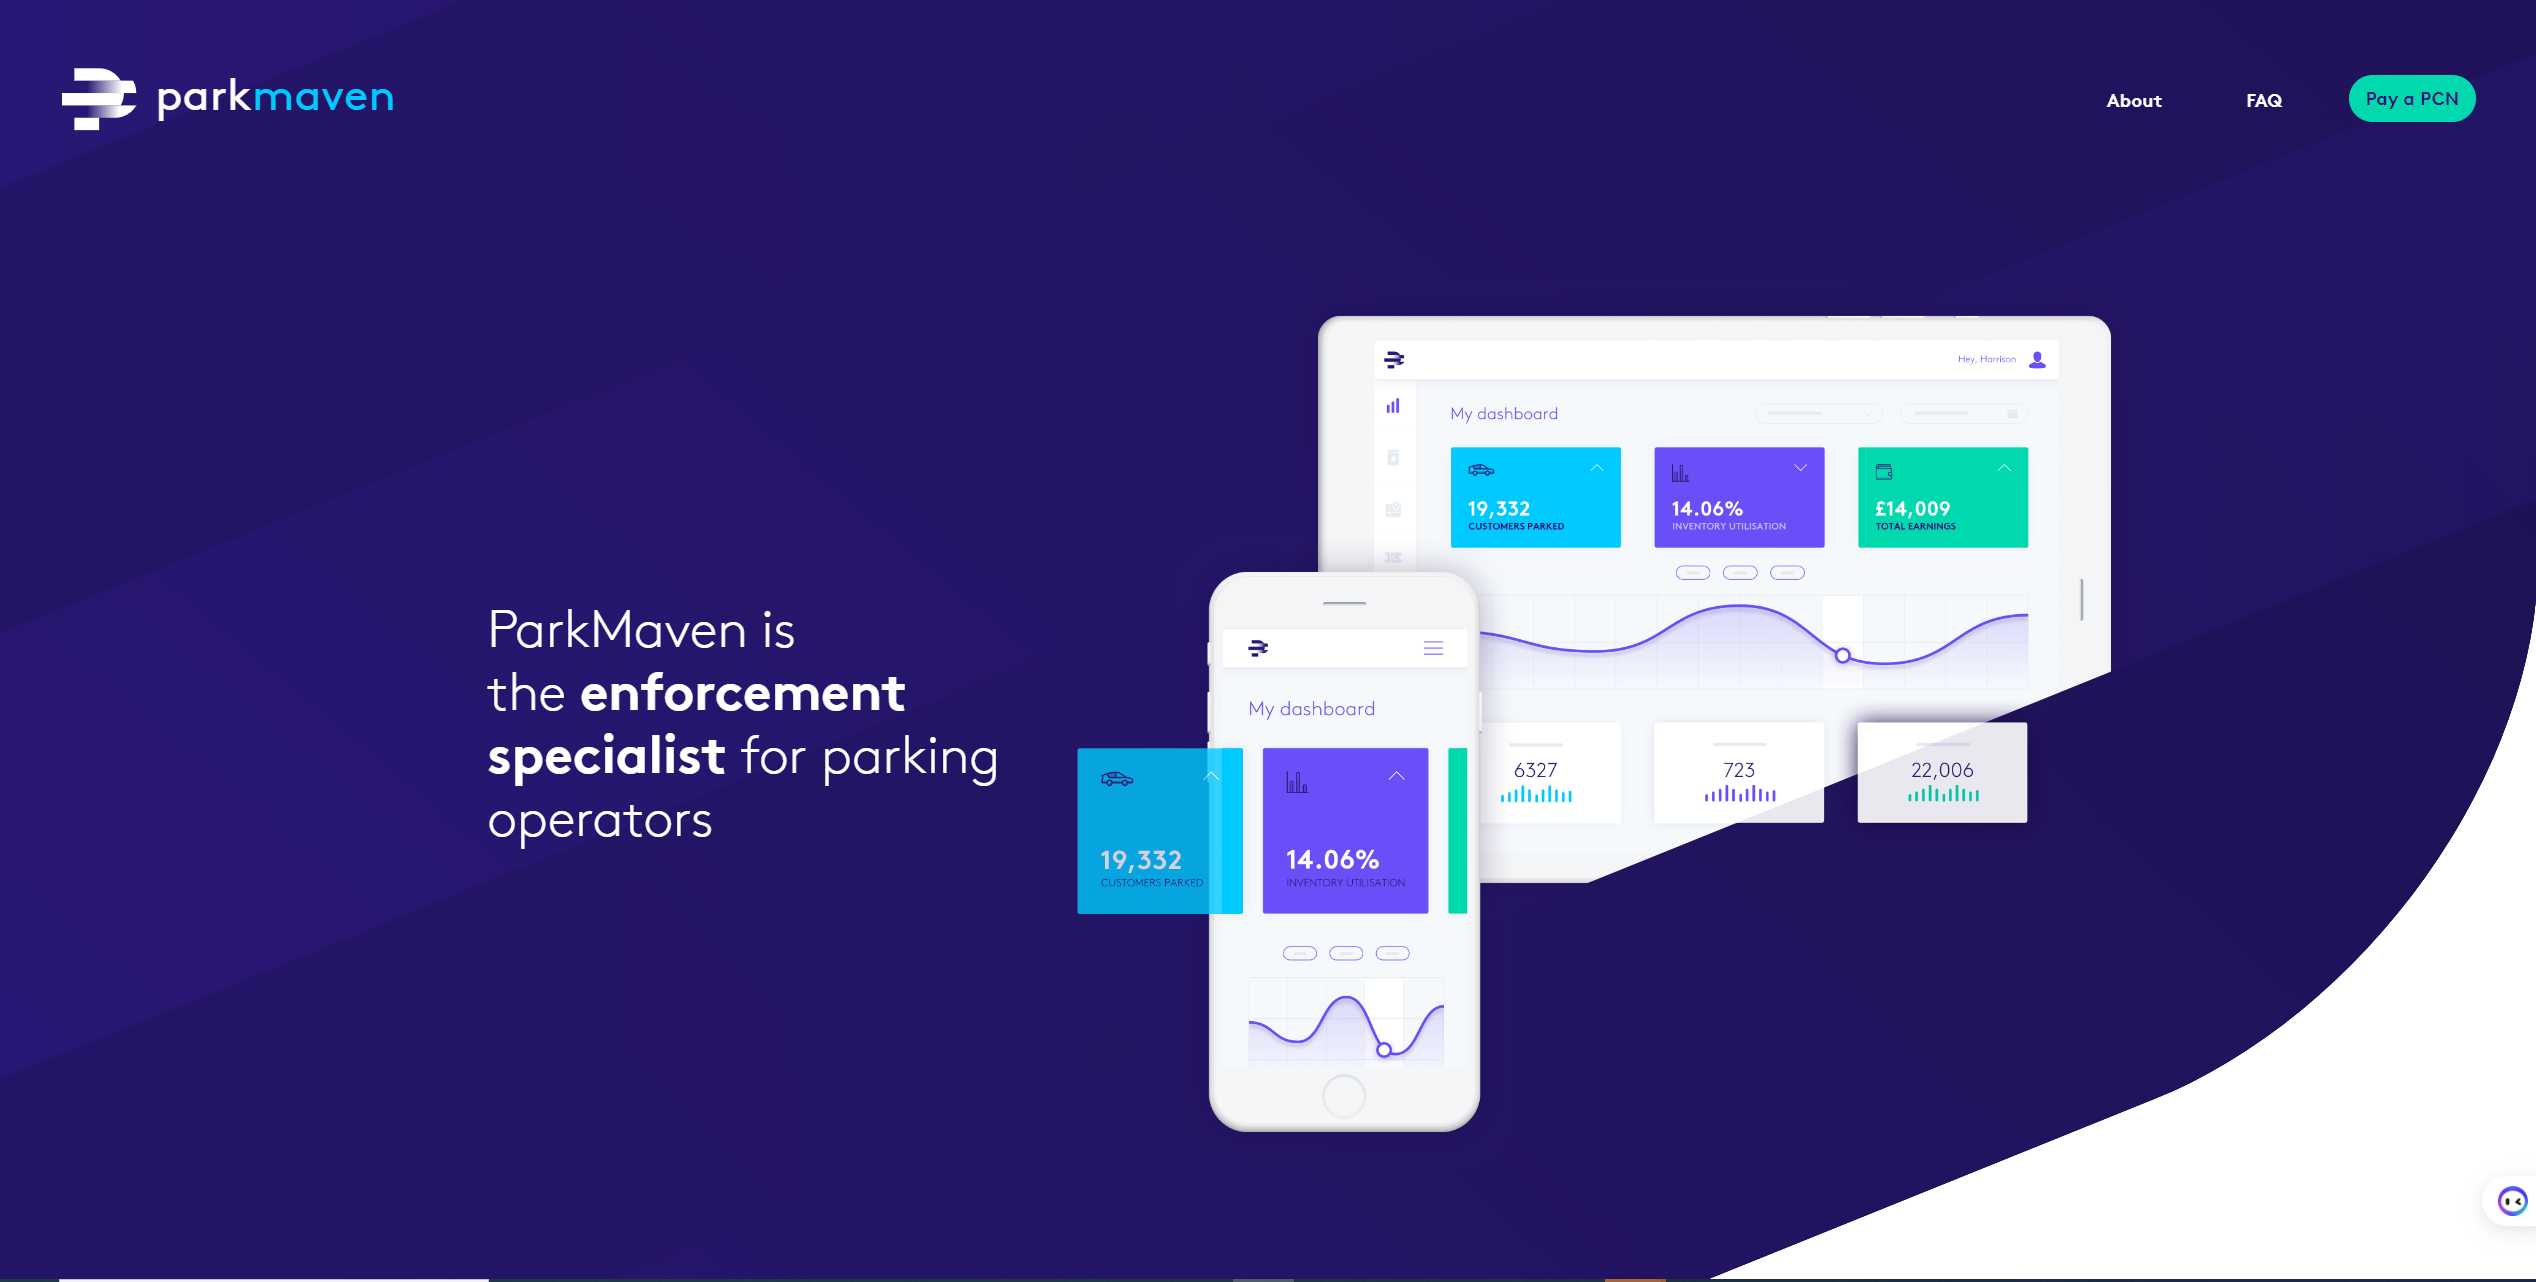 parkmaven
About
FAQ
Pay a PCN
ParkMaven is
the enforcement
specialist for parking
operators
Hey, Harrison
My dashboard
19,332
CUSTOMERS PARKED
14.06%
INVENTORY UTILISATION
£14,009
TOTAL EARNINGS
6327
723
22,006
My dashboard
19,332
CUSTOMERS PARKED
14.06%
INVENTORY UTILISATION